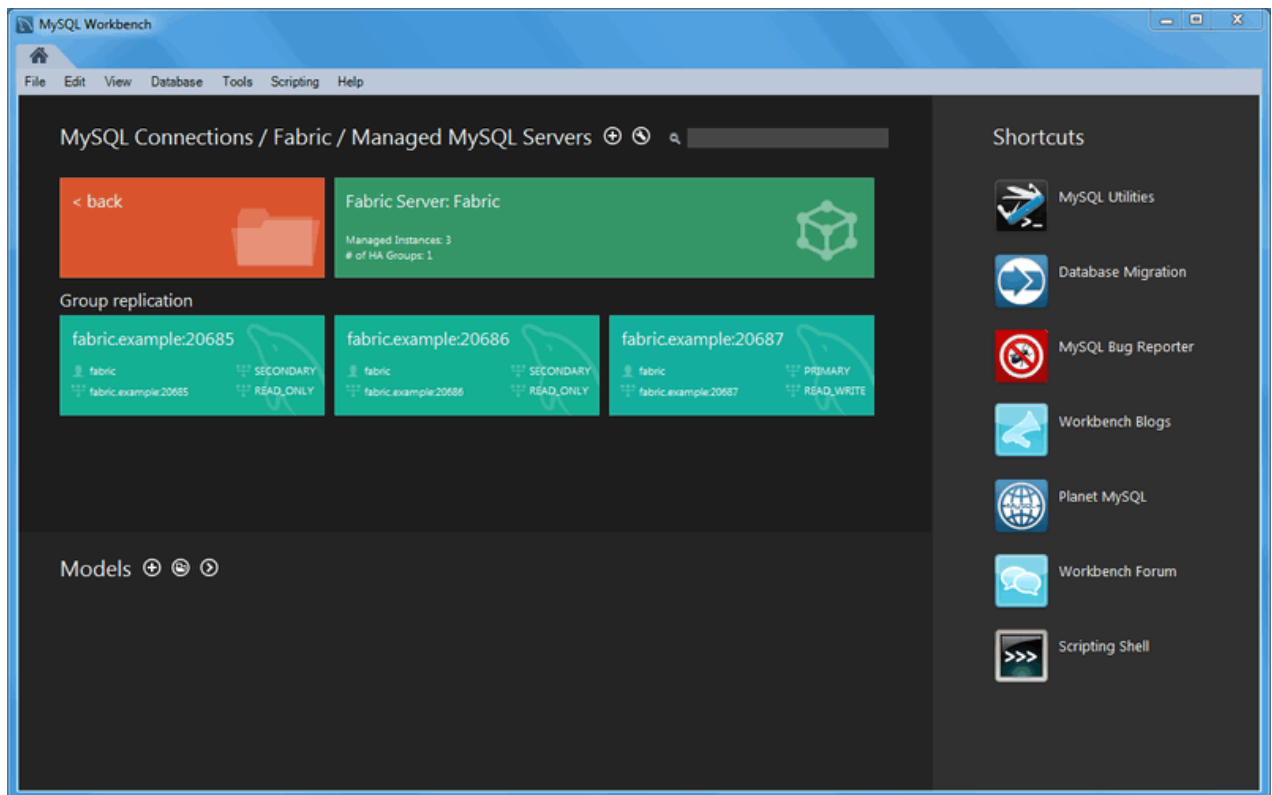 MySQL Workbench
File Edit View Database Tools Scripting Help
MySQL Connections / Fabric / Managed MySQL Servers
Shortcuts
< back
Fabric Server: Fabric
Managed Instances: 3
# of HA Groups: 1
Group replication
fabric.example:20685
fabric
SECONDARY
fabric.example:20685
READ_ONLY
fabric.example:20686
fabric
SECONDARY
fabric.example:20686
READ_ONLY
fabric.example:20687
fabric
PRIMARY
fabric.example:20687
READ_WRITE
Models
MySQL Utilities
Database Migration
MySQL Bug Reporter
Workbench Blogs
Planet MySQL
Workbench Forum
>>>
Scripting Shell